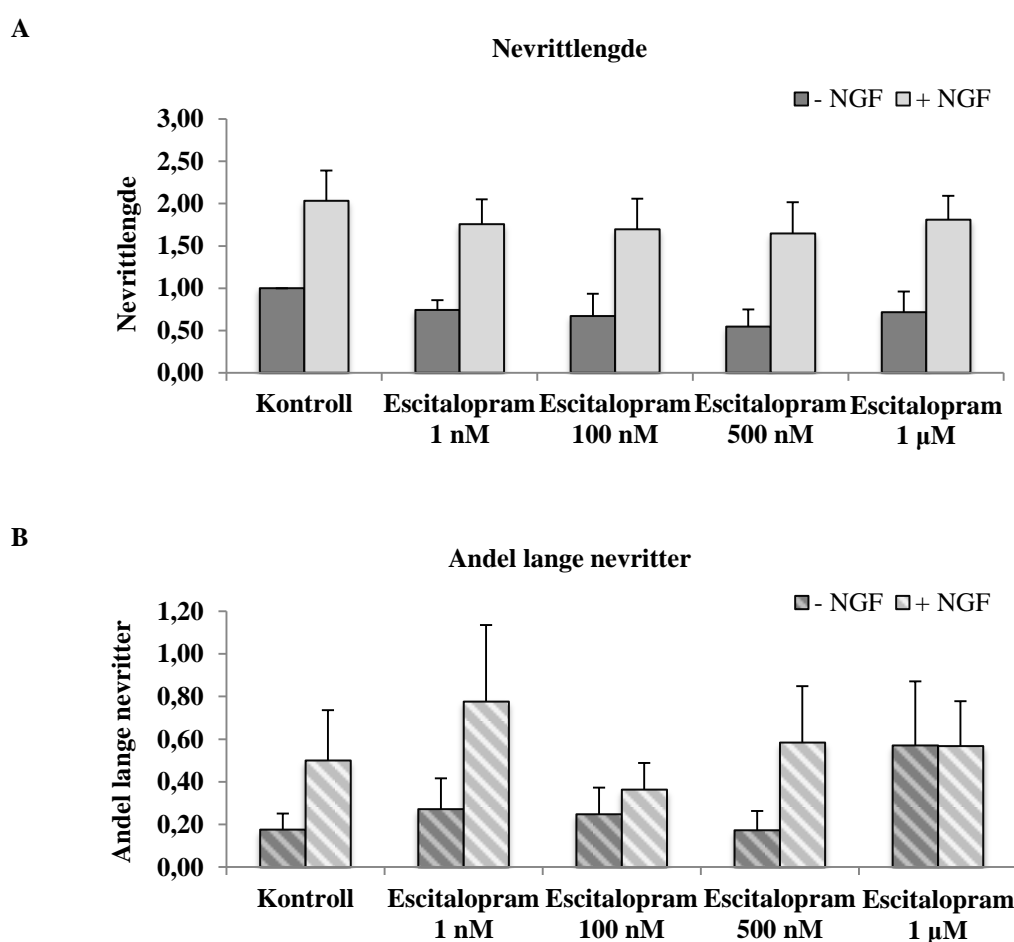 A
Nevrittlengde
- NGF + NGF
Nevrittlengde
3,00
2,50
2,00
1,50
1,00
0,50
0,00
Kontroll Escitalopram Escitalopram Escitalopram Escitalopram
1 nM 100 nM 500 nM 1 µM
B
Andel lange nevritter
- NGF + NGF
Andel lange nevritter
1,20
1,00
0,80
0,60
0,40
0,20
0,00
Kontroll Escitalopram Escitalopram Escitalopram Escitalopram
1 nM 100 nM 500 nM 1 µM